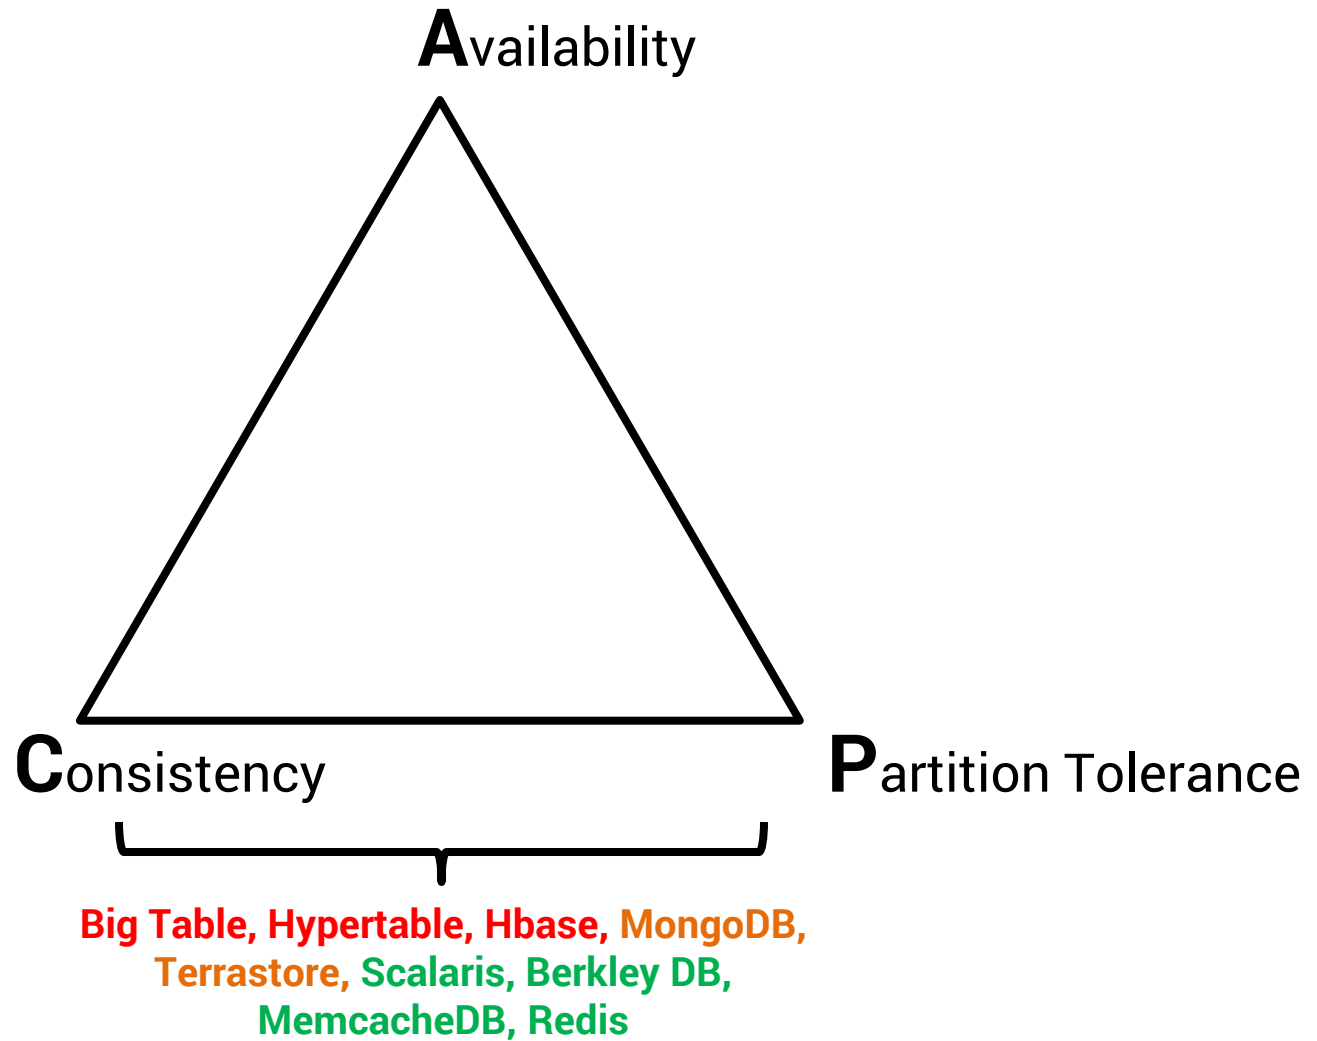 Availability
Consistency
Partition Tolerance
Big Table, Hypertable, Hbase, MongoDB,
Terrastore, Scalaris, Berkley DB,
MemcacheDB, Redis